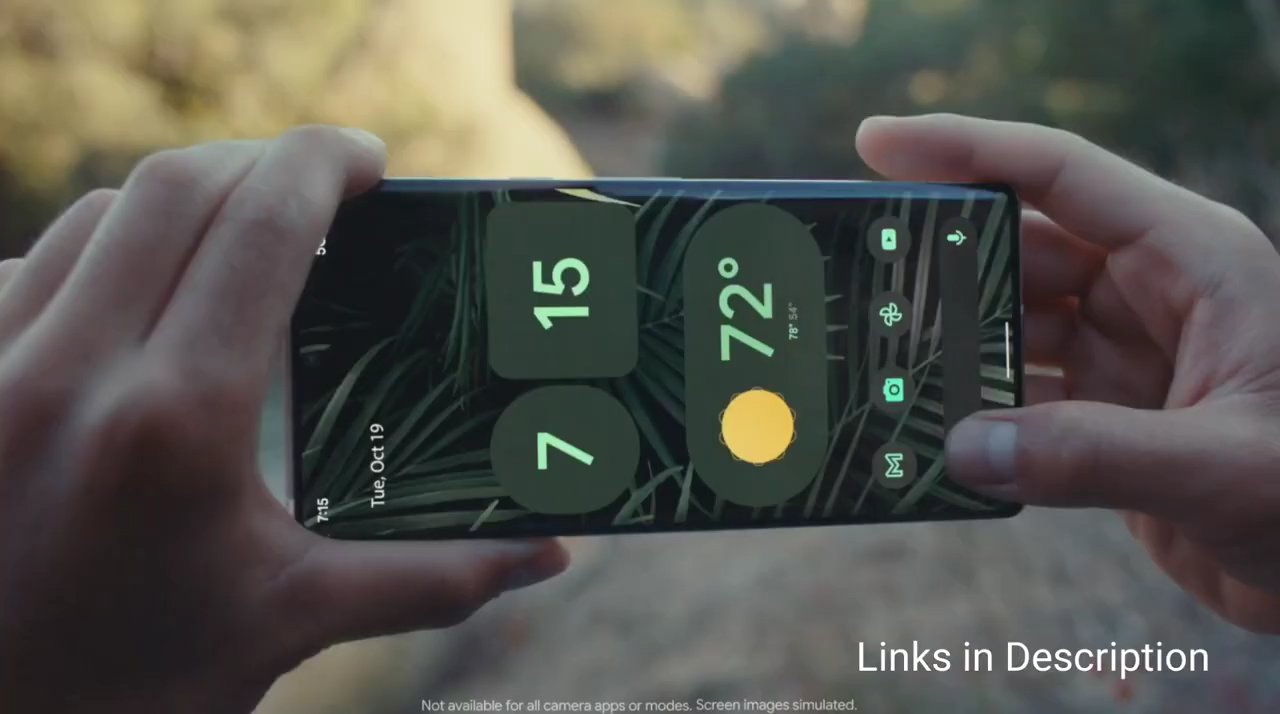 7:15
5G
Tue, Oct 19
7
15
72°
78° 54°
Links in Description
Not available for all camera apps or modes. Screen images simulated.